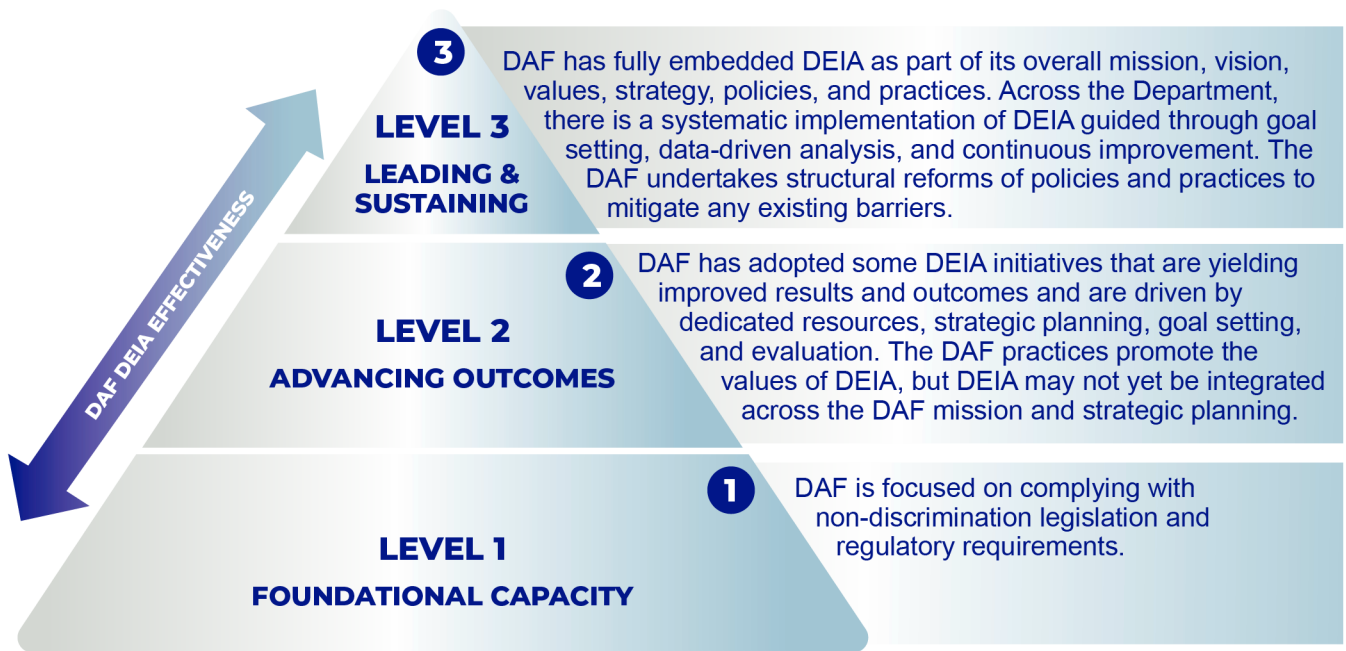 3
LEVEL 3
LEADING &
SUSTAINING
DAF has fully embedded DEIA as part of its overall mission, vision,
values, strategy, policies, and practices. Across the Department,
there is a systematic implementation of DEIA guided through goal
setting, data-driven analysis, and continuous improvement. The
DAF undertakes structural reforms of policies and practices to
mitigate any existing barriers.
DAF DEIA EFFECTIVENESS
2
LEVEL 2
ADVANCING OUTCOMES
DAF has adopted some DEIA initiatives that are yielding
improved results and outcomes and are driven by
dedicated resources, strategic planning, goal setting,
and evaluation. The DAF practices promote the
values of DEIA, but DEIA may not yet be integrated
across the DAF mission and strategic planning.
1
LEVEL 1
FOUNDATIONAL CAPACITY
DAF is focused on complying with
non-discrimination legislation and
regulatory requirements.